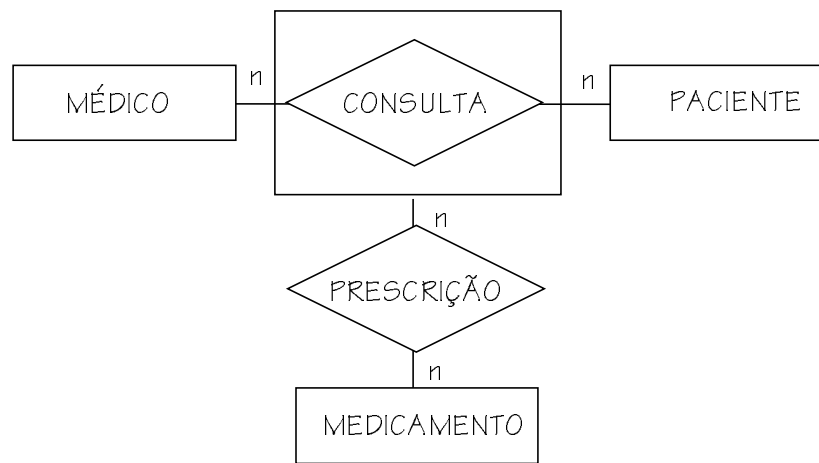 n
n
MÉDICO
CONSULTA
PACIENTE
n
PRESCRIÇÃO
n
MEDICAMENTO